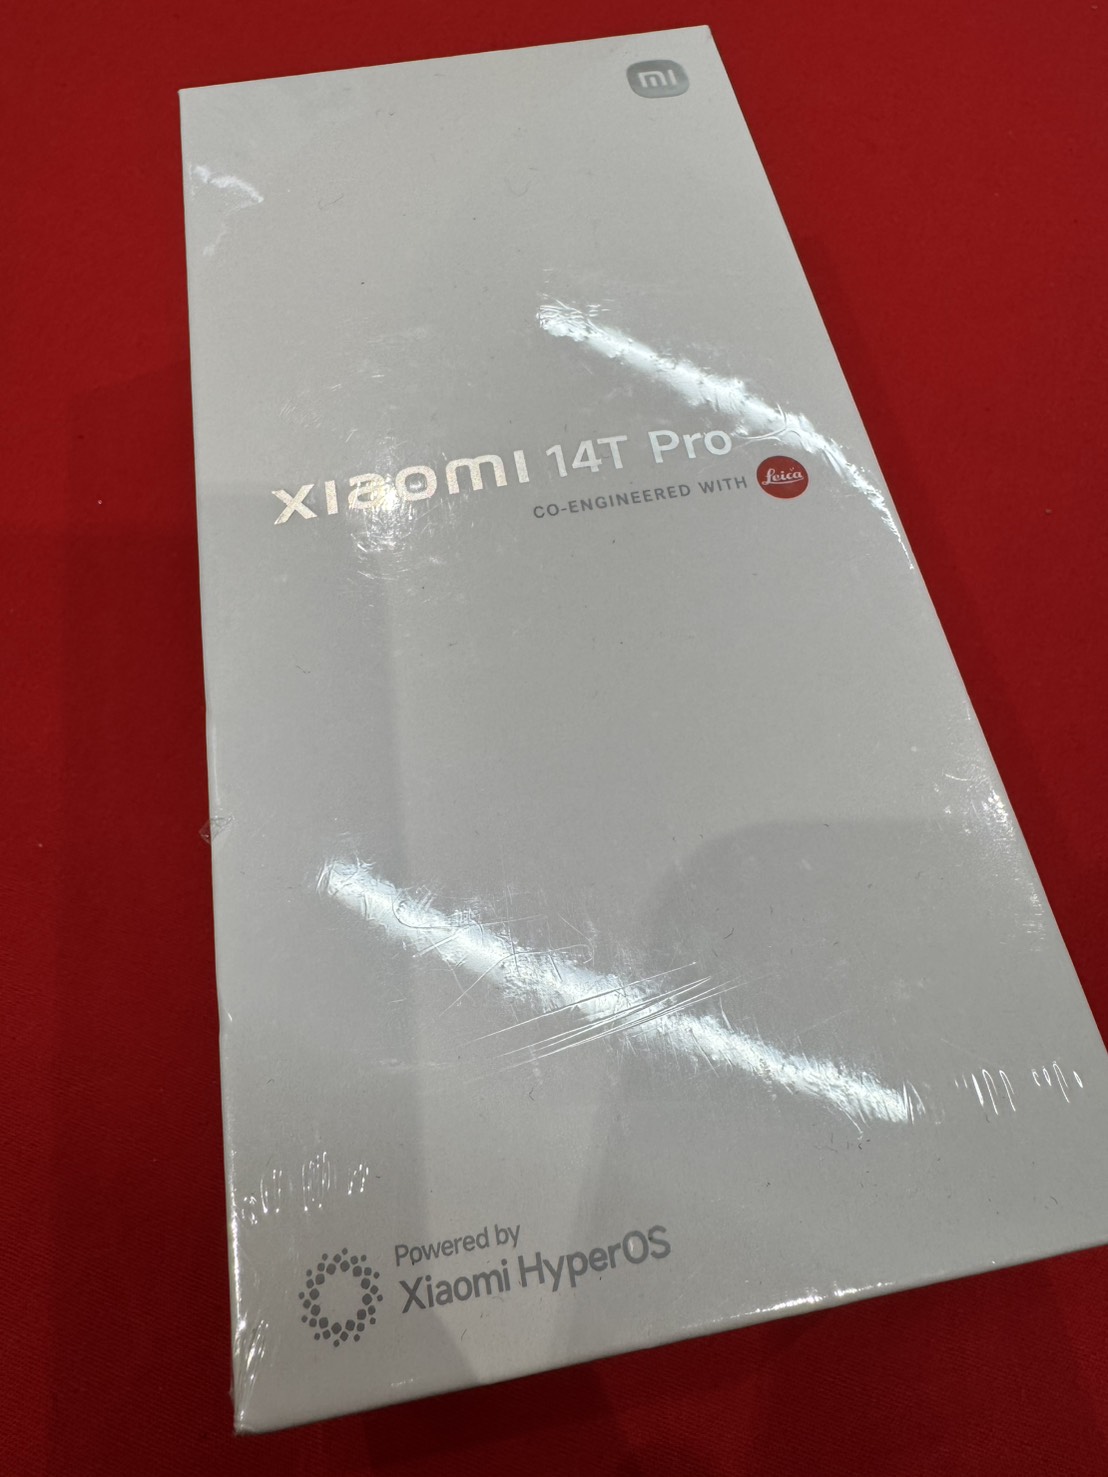 mi
xiaomi 14T Pro
CO-ENGINEERED WITH Leica
Powered by
Xiaomi HyperOS